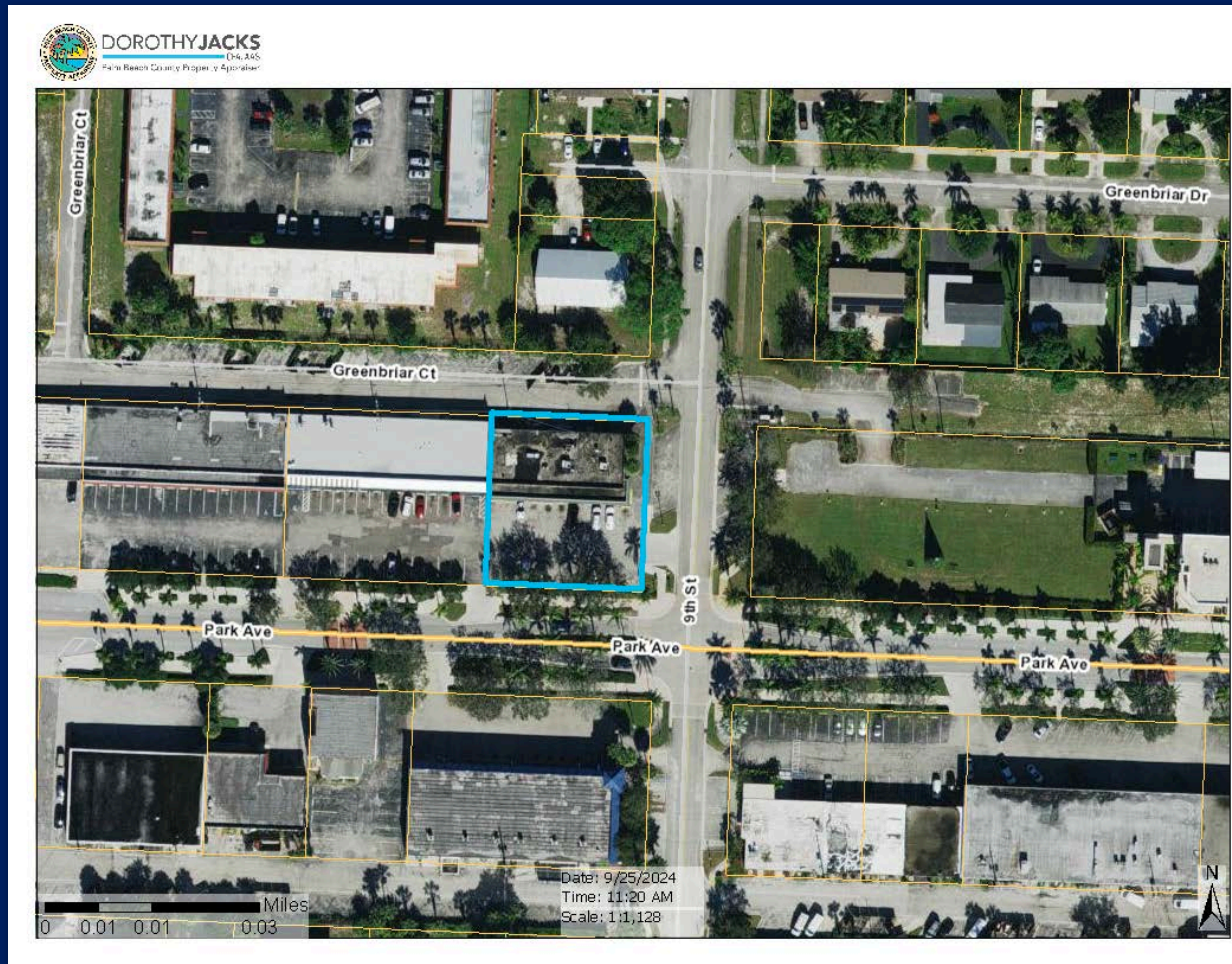 DOROTHYJACKS
CFA, AAS
Palm Beach County Property Appraiser
Greenbriar Ct
Greenbriar Dr
Greenbriar Ct
9th St
Park Ave
Park Ave
Park Ave
Date: 9/25/2024
Time: 11:20 AM
Scale: 1:1,128
Miles
0 0.01 0.01 0.03
N